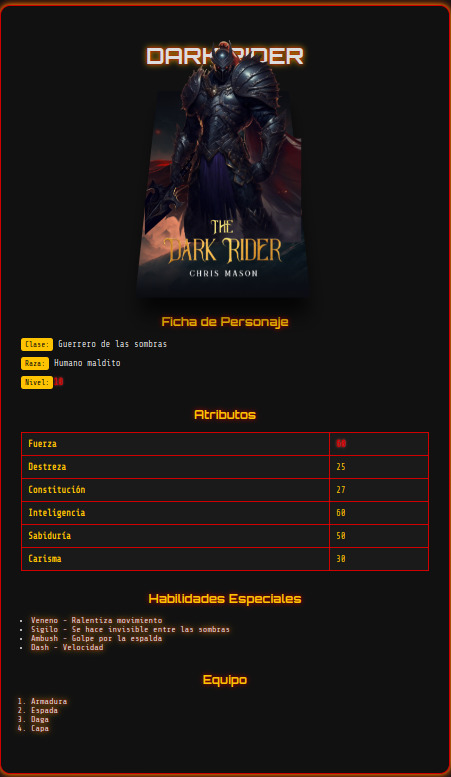 DARK RIDER
THE
DARK RIDER
CHRIS MASON
Ficha de Personaje
Clase: Guerrero de las sombras
Raza: Humano maldito
Nivel: 10
Atributos
Fuerza
Destreza 25
Constitución 27
Inteligencia 60
Sabiduría 50
Carisma 30
Habilidades Especiales
• Veneno - Ralentiza movimiento
• Sigilo - Se hace invisible entre las sombras
• Ambush - Golpe por la espalda
• Dash - Velocidad
Equipo
1. Armadura
2. Espada
3. Daga
4. Capa